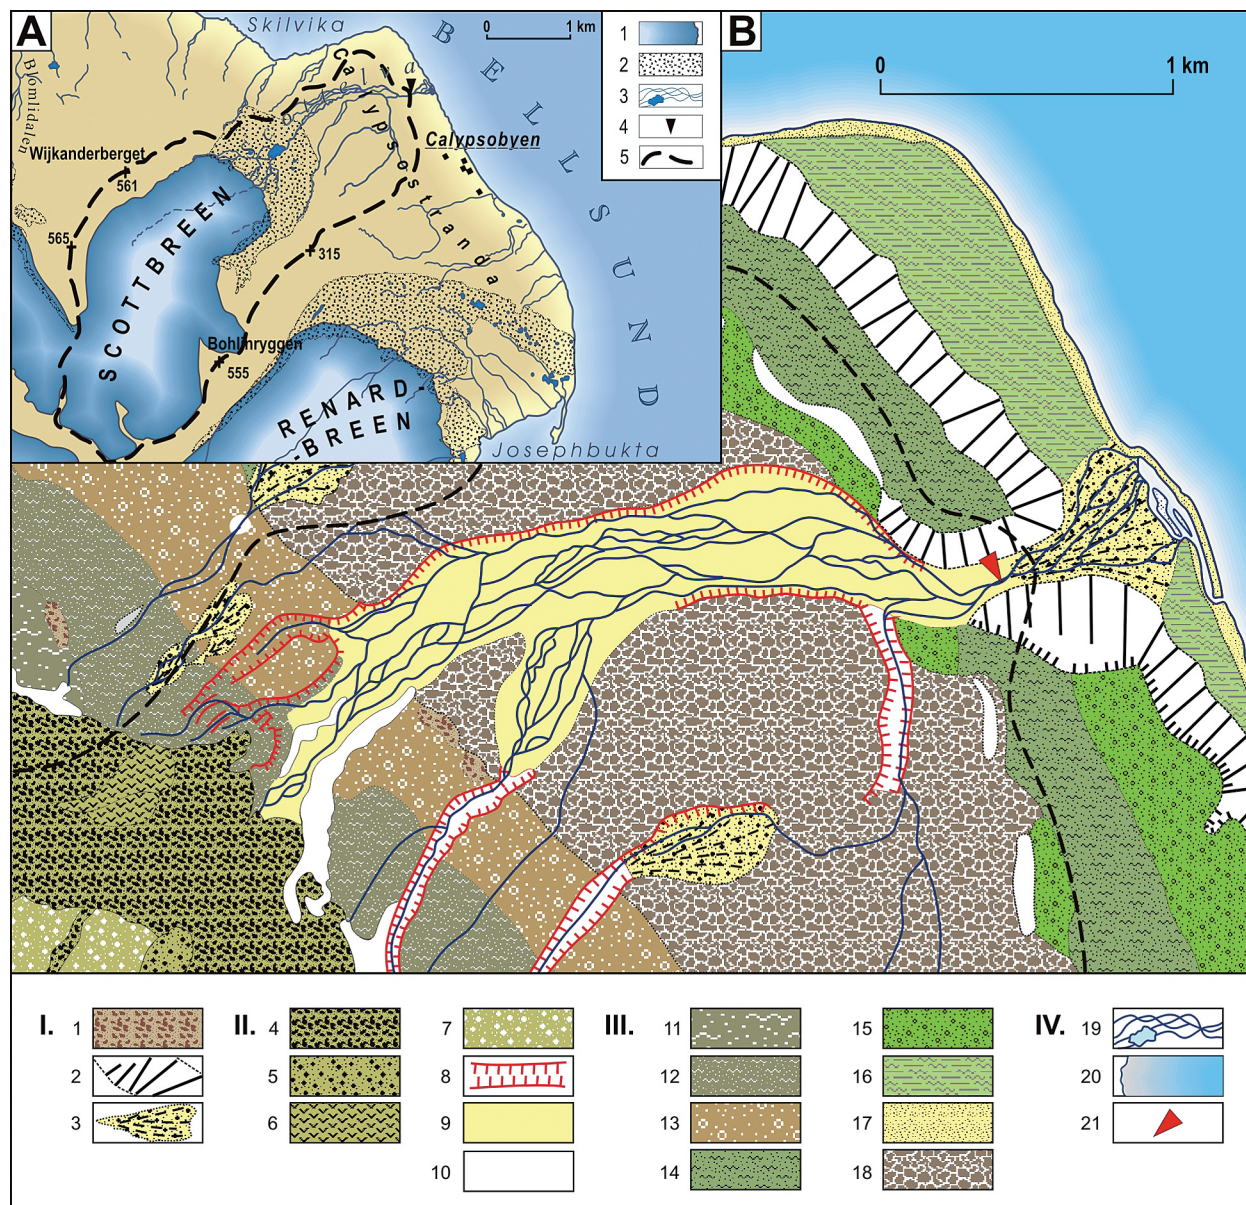 A
Skilvika
0 1 km
BELLSUND
Bjömlidalen
Calypsostranda
a
Calypsobyen
Wijkanderberget
561
565
315
SCOTTBREEN
Bohlinryggen
555
RENARD-
-BREEN
Josephbukta
1
2
3
4
5
B
0 1 km
I. 1
2
3
II. 4
5
6
7
8
9
10
III. 11
12
13
14
15
16
17
18
IV. 19
20
21